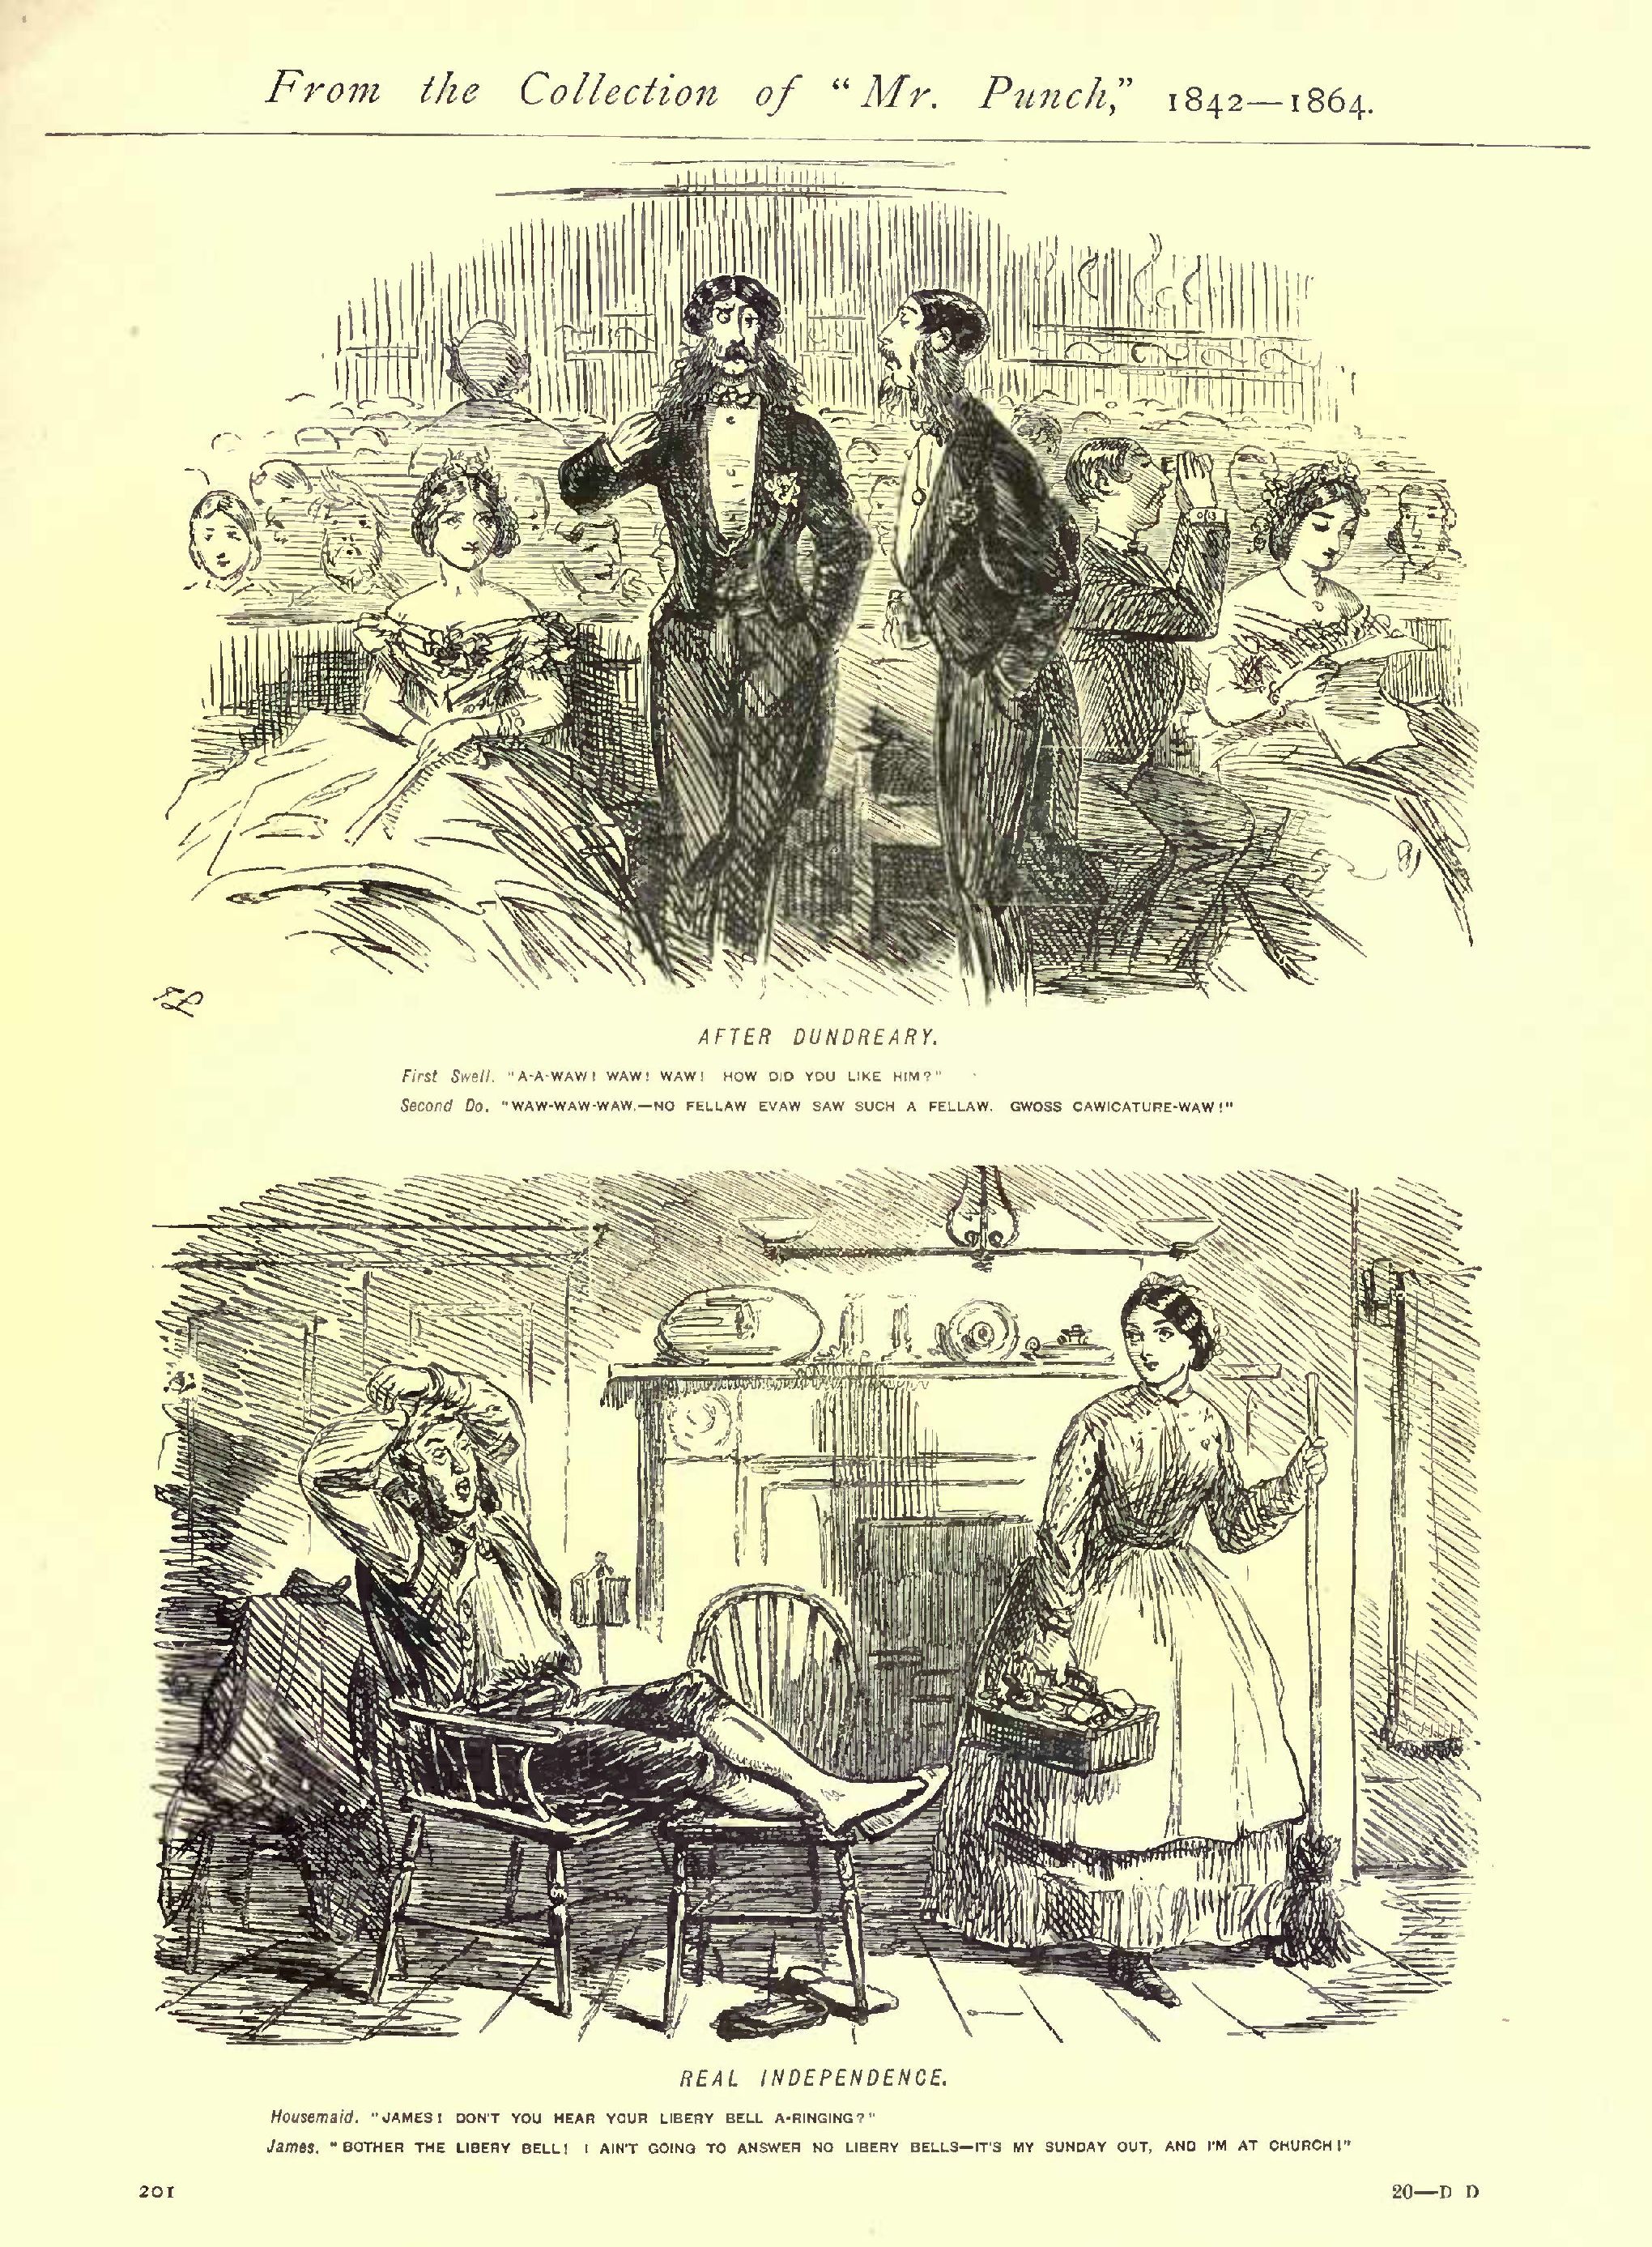 From the Collection of “Mr. Punch,” 1842—1864.
AFTER DUNDREARY.
First Swell. "A-A-WAW! WAW! WAW! HOW DID YOU LIKE HIM?"
Second Do. "WAW-WAW-WAW.—NO FELLAW EVAW SAW SUCH A FELLAW. GWOSS CAWICATURE-WAW!"
REAL INDEPENDENCE.
Housemaid. "JAMES! DON'T YOU HEAR YOUR LIBERY BELL A-RINGING?"
James. "BOTHER THE LIBERY BELL! I AIN'T GOING TO ANSWER NO LIBERY BELLS—IT'S MY SUNDAY OUT, AND I'M AT CHURCH!"
201 20—D D